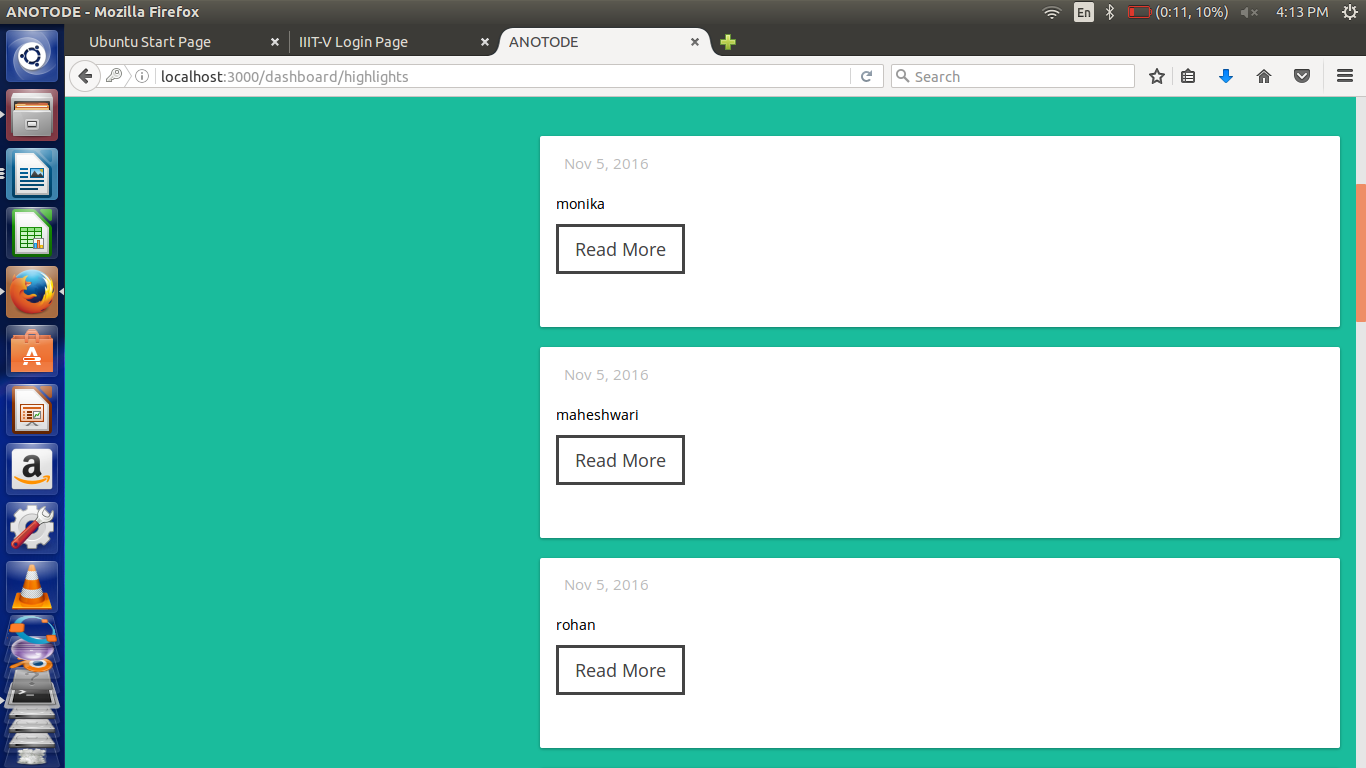 ANOTODE - Mozilla Firefox
En
(0:11, 10%)
4:13 PM
Ubuntu Start Page
IIIT-V Login Page
ANOTODE
localhost:3000/dashboard/highlights
Search
Nov 5, 2016
monika
Read More
Nov 5, 2016
maheshwari
Read More
Nov 5, 2016
rohan
Read More